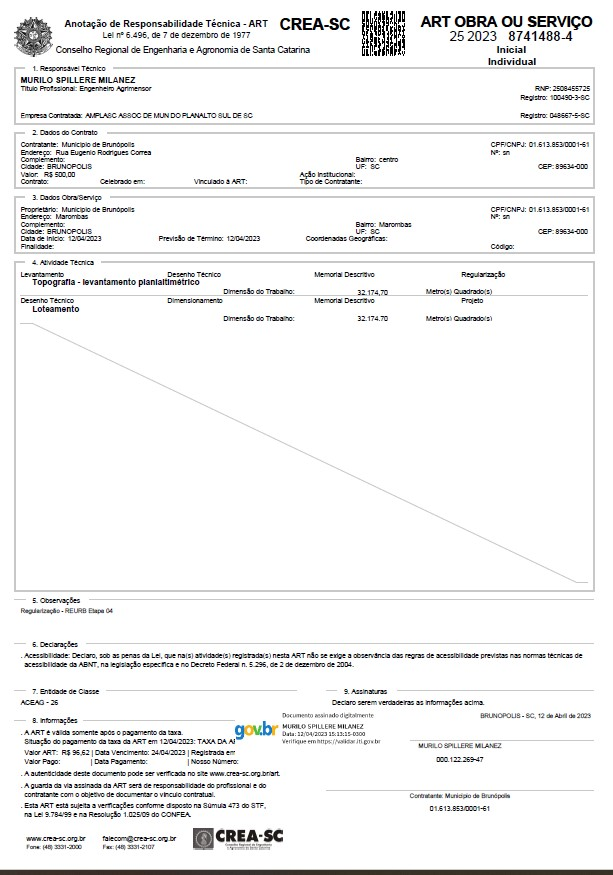 Anotação de Responsabilidade Técnica - ART
CREA-SC
ART OBRA OU SERVIÇO
Lei nº 6.496, de 7 de dezembro de 1977
25 2023 8741488-4
Conselho Regional de Engenharia e Agronomia de Santa Catarina
Inicial
Individual
1. Responsável Técnico
MURILO SPILLERE MILANEZ
Título Profissional: Engenheiro Agrimensor
RNP: 2508455725
Registro: 100490-3-SC
Empresa Contratada: AMPLASC ASSOC DE MUN DO PLANALTO SUL DE SC
Registro: 048667-5-SC
2. Dados do Contrato
Contratante: Município de Brunópolis
CPF/CNPJ: 01.613.853/0001-61
Endereço: Rua Eugenio Rodrigues Correa
Nº: sn
Complemento:
Bairro: centro
Cidade: BRUNOPOLIS
UF: SC
CEP: 89634-000
Valor: R$ 500,00
Ação Institucional:
Contrato:
Celebrado em:
Vinculado à ART:
Tipo de Contratante:
3. Dados Obra/Serviço
Proprietário: Município de Brunópolis
CPF/CNPJ: 01.613.853/0001-61
Endereço: Marombas
Nº: sn
Complemento:
Bairro: Marombas
Cidade: BRUNOPOLIS
UF: SC
CEP: 89634-000
Data de Início: 12/04/2023
Previsão de Término: 12/04/2023
Coordenadas Geográficas:
Finalidade:
Código:
4. Atividade Técnica
Levantamento
Desenho Técnico
Memorial Descritivo
Regularização
Topografia - levantamento planialtimétrico
Dimensão do Trabalho:
32.174,70
Metro(s) Quadrado(s)
Desenho Técnico
Dimensionamento
Memorial Descritivo
Projeto
Loteamento
Dimensão do Trabalho:
32.174,70
Metro(s) Quadrado(s)
5. Observações
Regularização - REURB Etapa 04
6. Declarações
. Acessibilidade: Declaro, sob as penas da Lei, que na(s) atividade(s) registrada(s) nesta ART não se exige a observância das regras de acessibilidade previstas nas normas técnicas de
acessibilidade da ABNT, na legislação específica e no Decreto Federal n. 5.296, de 2 de dezembro de 2004.
7. Entidade de Classe
ACEAG - 26
8. Informações
. A ART é válida somente após o pagamento da taxa.
Situação do pagamento da taxa da ART em 12/04/2023: TAXA DA AR
Valor ART: R$ 96,62 | Data Vencimento: 24/04/2023 | Registrada em
Valor Pago: | Data Pagamento: | Nosso Número:
. A autenticidade deste documento pode ser verificada no site www.crea-sc.org.br/art.
. A guarda da via assinada da ART será de responsabilidade do profissional e do
contratante com o objetivo de documentar o vínculo contratual.
. Esta ART está sujeita a verificações conforme disposto na Súmula 473 do STF,
na Lei 9.784/99 e na Resolução 1.025/09 do CONFEA.
9. Assinaturas
Declaro serem verdadeiras as informações acima.
gov.br
Documento assinado digitalmente
MURILO SPILLERE MILANEZ
Data: 12/04/2023 15:13:15-0300
Verifique em https://validar.iti.gov.br
BRUNOPOLIS - SC, 12 de Abril de 2023
MURILO SPILLERE MILANEZ
000.122.269-47
Contratante: Município de Brunópolis
01.613.853/0001-61
www.crea-sc.org.br
falecom@crea-sc.org.br
Fone: (48) 3331-2000
Fax: (48) 3331-2107
CREA-SC
Conselho Regional de Engenharia
e Agronomia de Santa Catarina